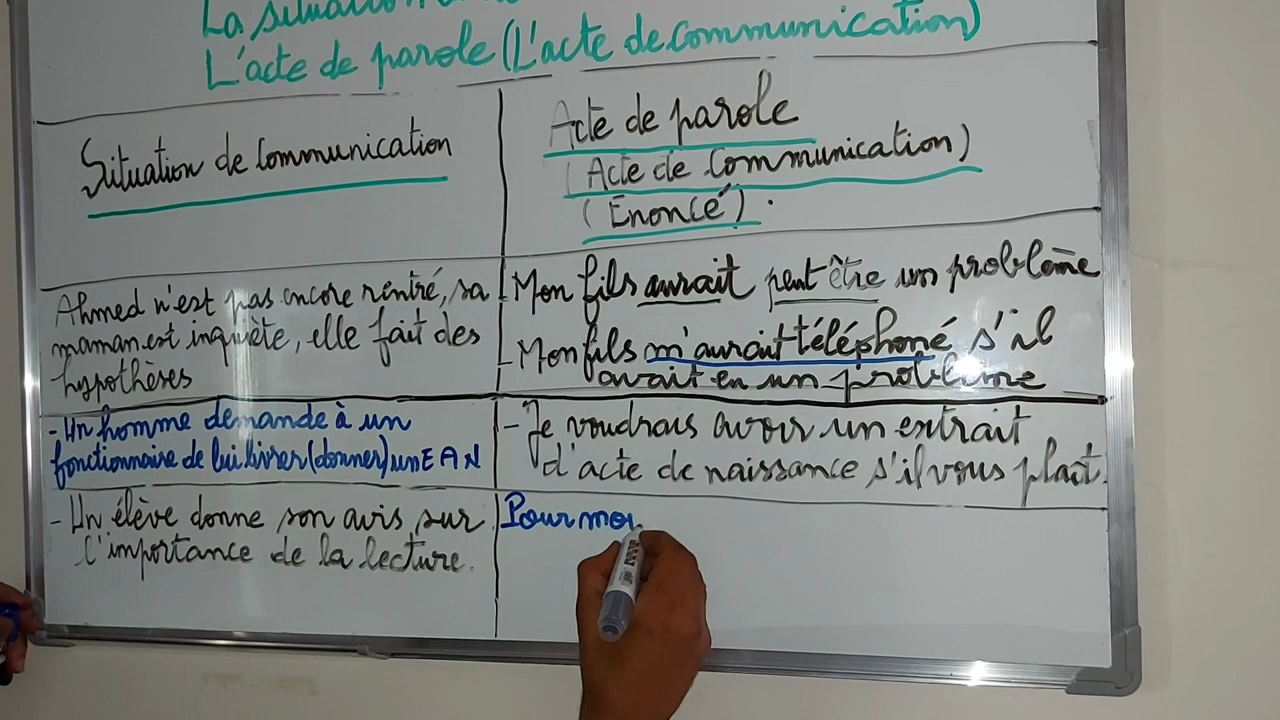 La situation
L'acte de parole (L'acte de communication)
Situation de Communication
Acte de parole
(Acte de Communication)
(Enoncé).
Ahmed n'est pas encore rentré, sa
maman est inquiète, elle fait des
hypothèses
- Mon fils aurait peut être un problème
- Mon fils m'aurait téléphoné s'il
avait eu un problème
- Un homme demande à un
fonctionnaire de lui livrer (donner) un E A N
- Je voudrais avoir un extrait
d'acte de naissance s'il vous plaît.
- Un élève donne son avis sur
l'importance de la lecture.
Pour moi